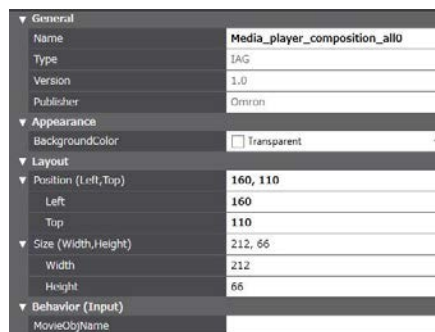 General
Name Media_player_composition_all0
Type IAG
Version 1.0
Publisher Omron
Appearance
BackgroundColor Transparent
Layout
Position (Left,Top) 160, 110
Left 160
Top 110
Size (Width,Height) 212, 66
Width 212
Height 66
Behavior (Input)
MovieObjName